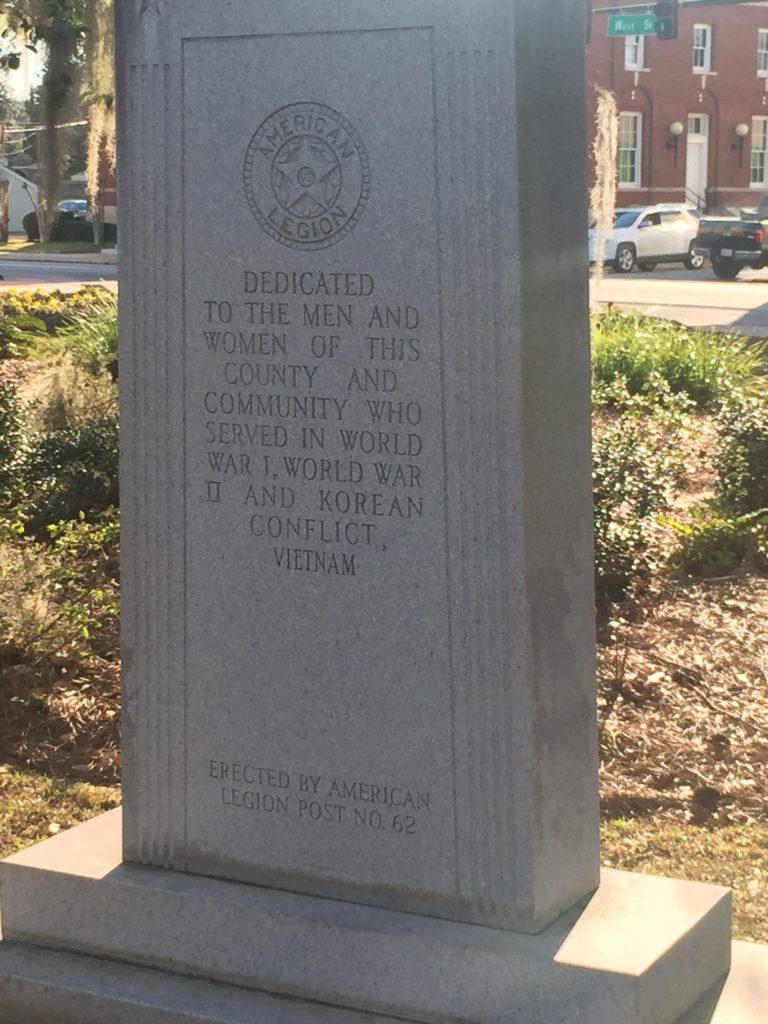 West St
AMERICAN
LEGION
DEDICATED
TO THE MEN AND
WOMEN OF THIS
COUNTY AND
COMMUNITY WHO
SERVED IN WORLD
WAR I, WORLD WAR
II AND KOREAN
CONFLICT,
VIETNAM
ERECTED BY AMERICAN
LEGION POST NO. 62